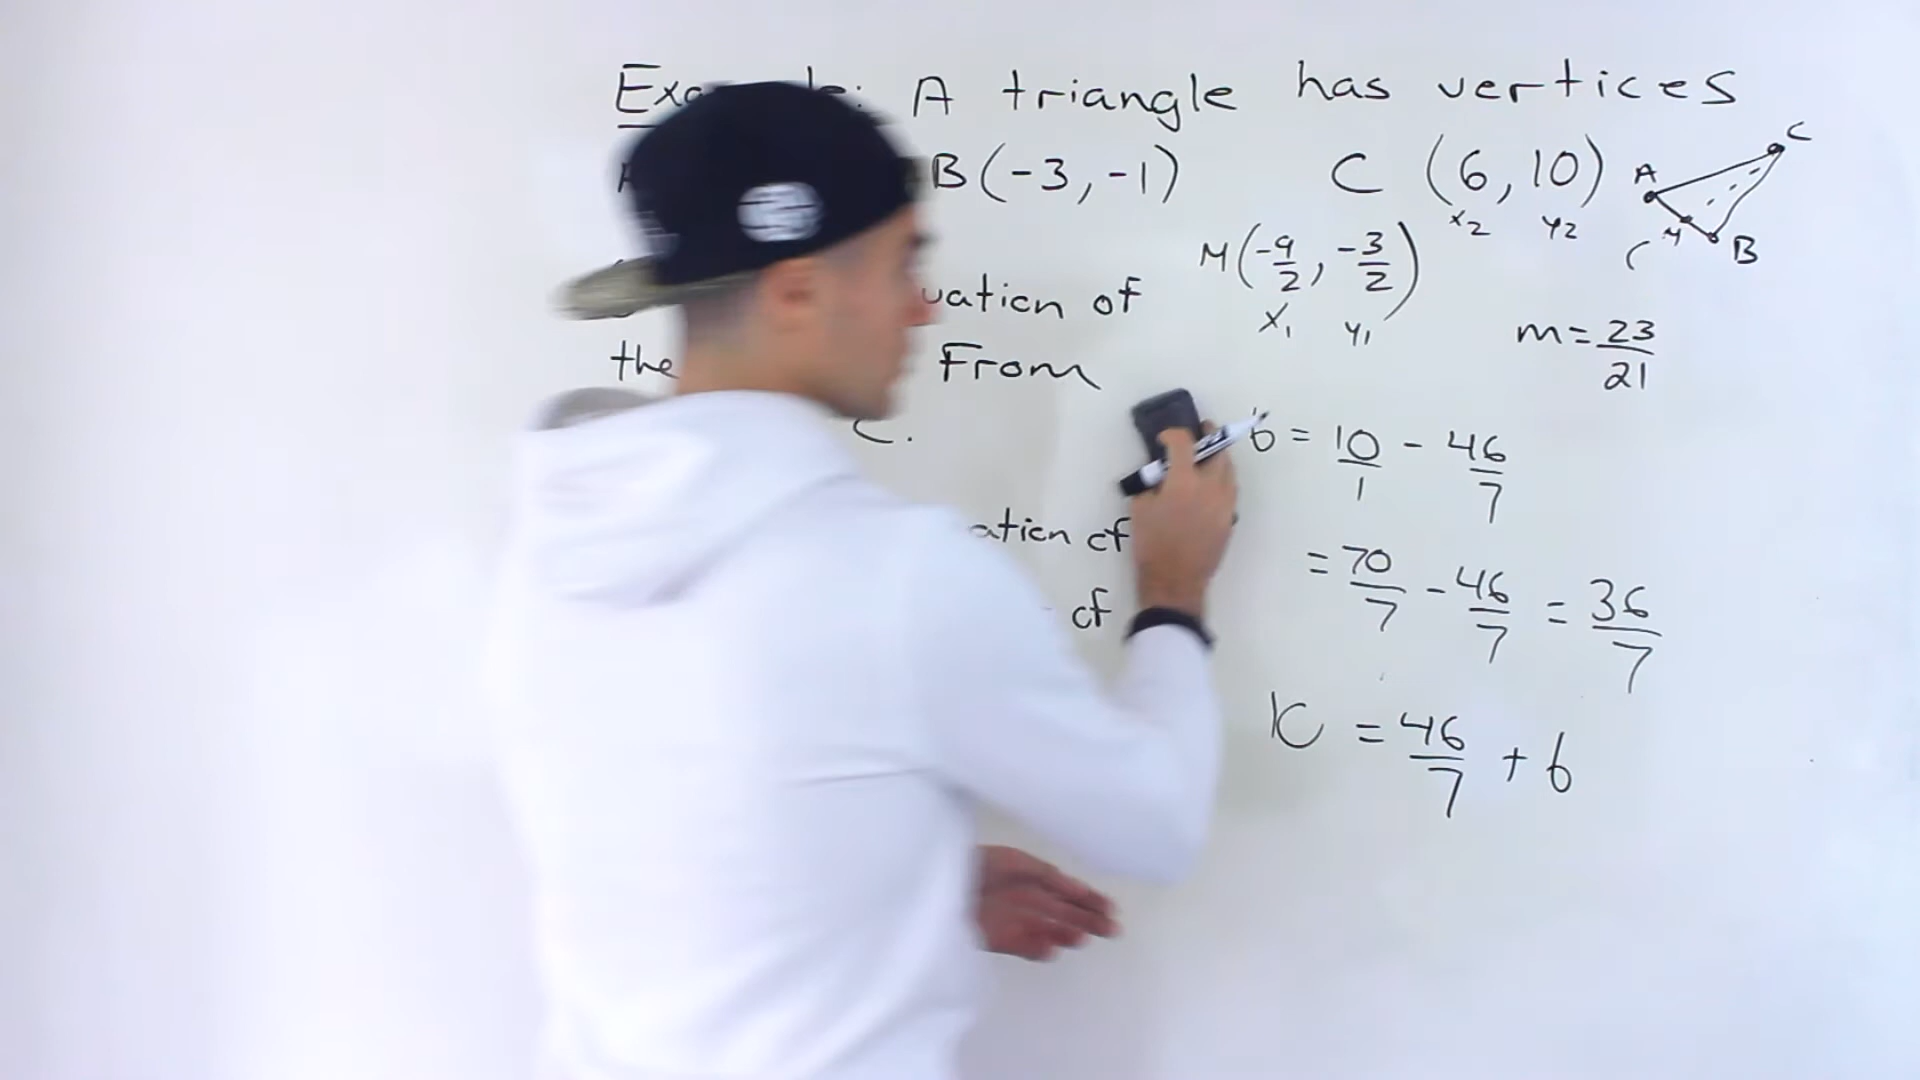 A triangle has vertices
B(-3, -1) C (6, 10)
x2 y2
A C M B
M(-9/2, -3/2)
x1 y1
uation of
m = 23/21
the From
C.
b = 10/1 - 46/7
ation of
= 70/7 - 46/7 = 36/7
of
= 46/7 + b